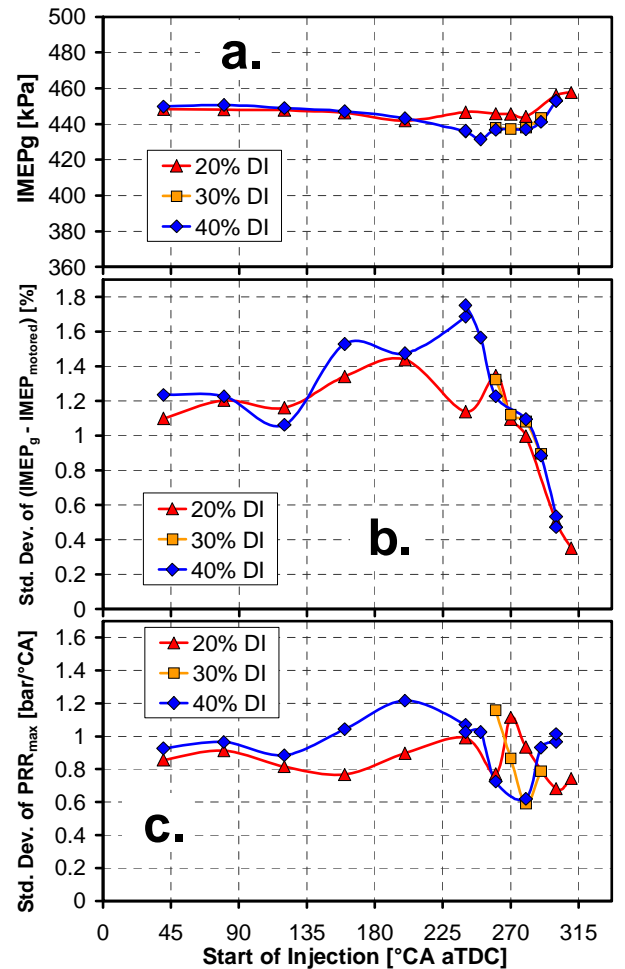 a.
IMEPg [kPa]
500
480
460
440
420
400
380
360
20% DI
30% DI
40% DI
Std. Dev. of (IMEPg - IMEPmotored) [%]
1.8
1.6
1.4
1.2
1
0.8
0.6
0.4
0.2
0
20% DI
30% DI
40% DI
b.
Std. Dev. of PRRmax [bar/°CA]
1.6
1.4
1.2
1
0.8
0.6
0.4
0.2
0
20% DI
30% DI
40% DI
c.
0 45 90 135 180 225 270 315
Start of Injection [°CA aTDC]